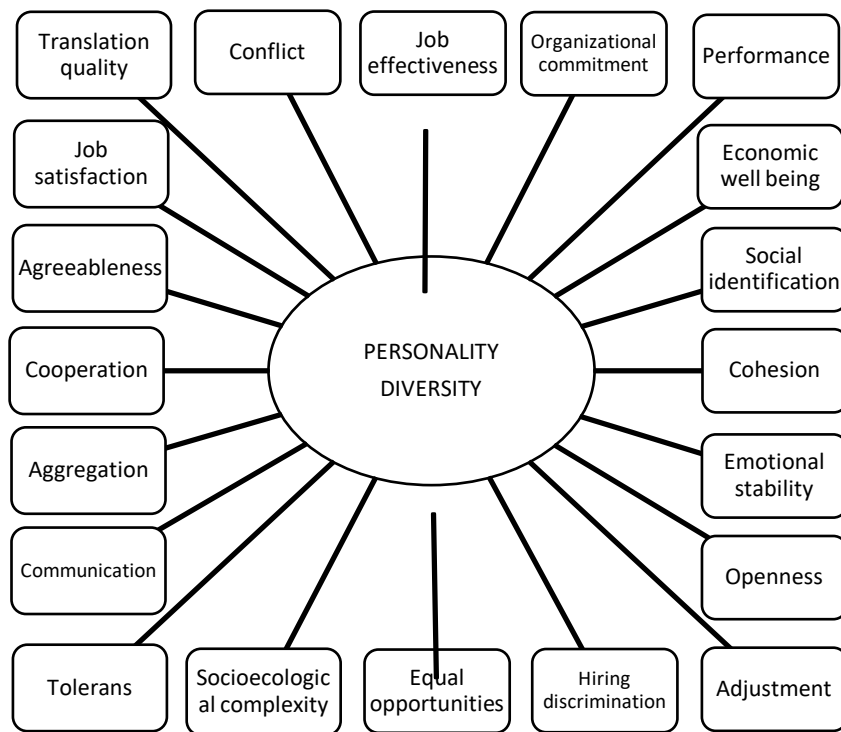 Translation
quality
Conflict
Job
effectiveness
Organizational
commitment
Performance
Job
satisfaction
Economic
well being
Agreeableness
Social
identification
Cooperation
PERSONALITY
DIVERSITY
Cohesion
Aggregation
Emotional
stability
Communication
Openness
Tolerans
Socioecologic
al complexity
Equal
opportunities
Hiring
discrimination
Adjustment